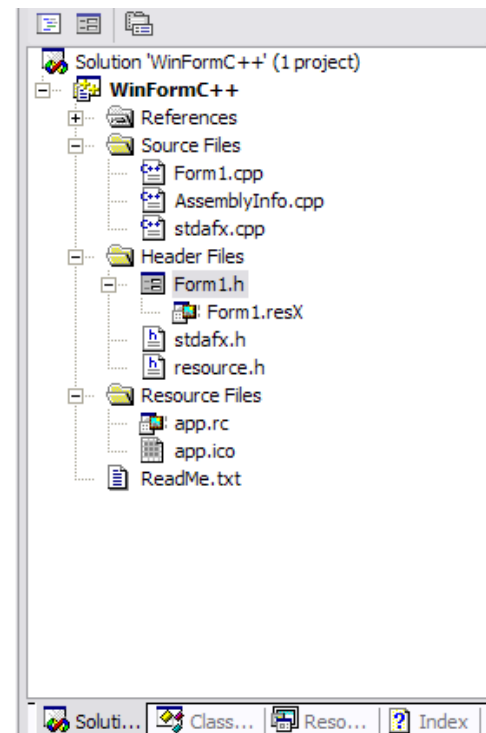 Solution 'WinFormC++' (1 project)
WinFormC++
References
Source Files
Form1.cpp
AssemblyInfo.cpp
stdafx.cpp
Header Files
Form1.h
Form1.resX
stdafx.h
resource.h
Resource Files
app.rc
app.ico
ReadMe.txt
Soluti... Class... Reso... Index